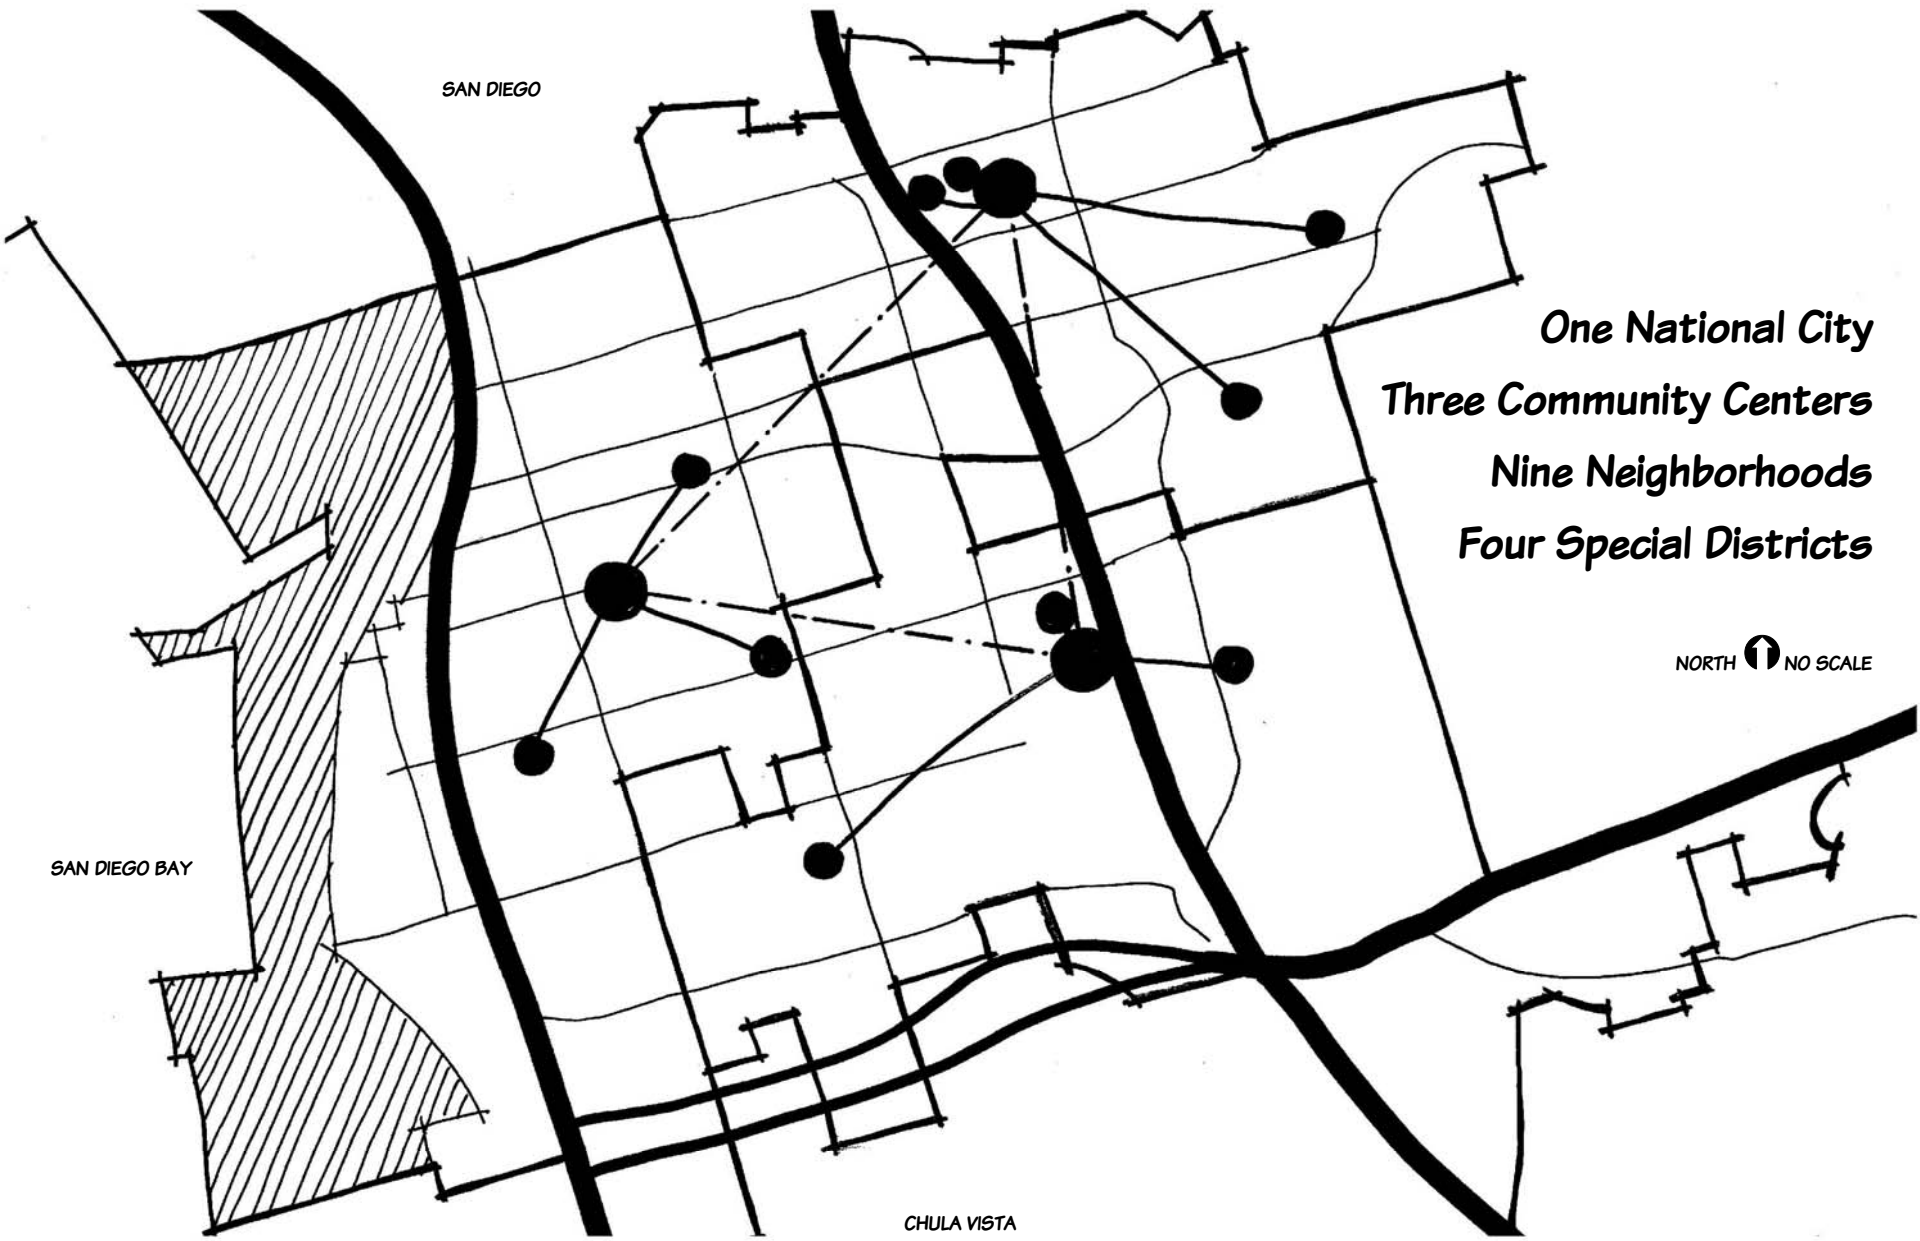 SAN DIEGO
One National City
Three Community Centers
Nine Neighborhoods
Four Special Districts
NORTH NO SCALE
SAN DIEGO BAY
CHULA VISTA